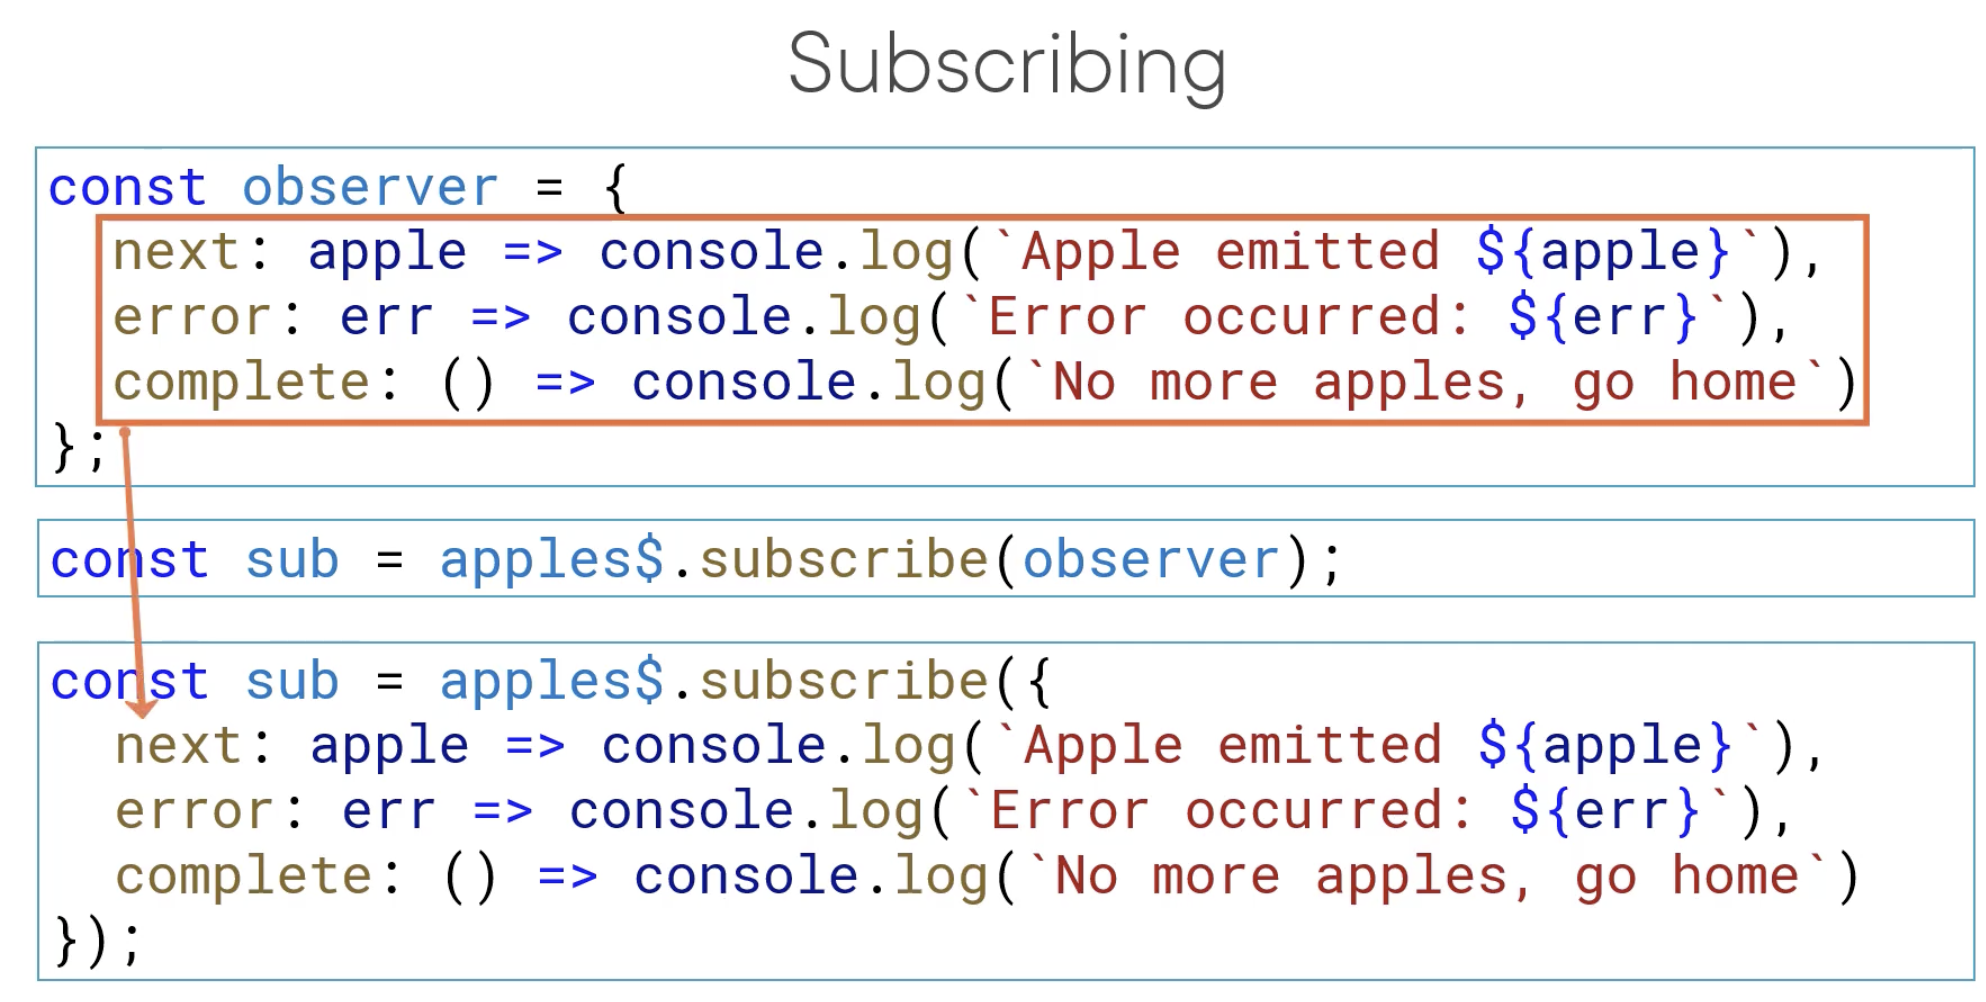 Subscribing
const observer = {
next: apple => console.log(`Apple emitted ${apple}`),
error: err => console.log(`Error occurred: ${err}`),
complete: () => console.log(`No more apples, go home`)
};
const sub = apples$.subscribe(observer);
const sub = apples$.subscribe({
next: apple => console.log(`Apple emitted ${apple}`),
error: err => console.log(`Error occurred: ${err}`),
complete: () => console.log(`No more apples, go home`)
});